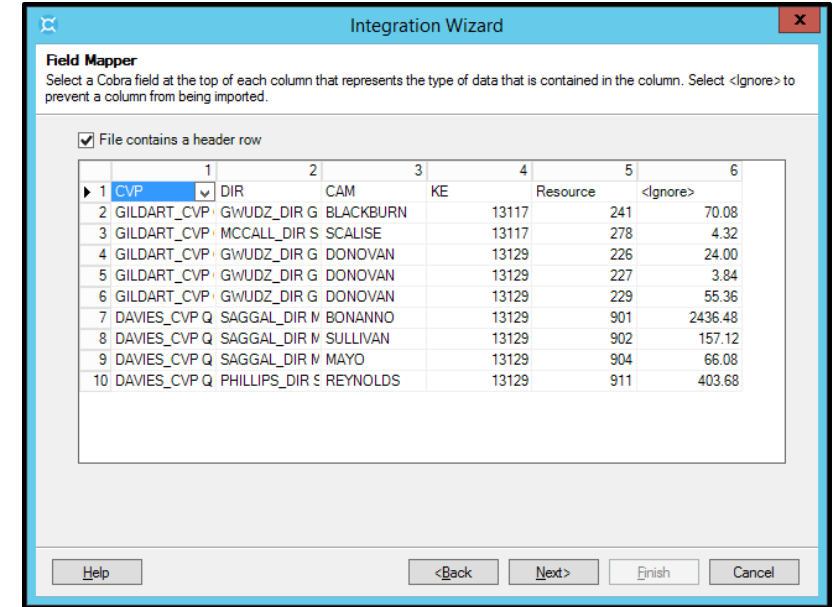 Integration Wizard
x
Field Mapper
Select a Cobra field at the top of each column that represents the type of data that is contained in the column. Select <Ignore> to
prevent a column from being imported.
File contains a header row
1 2 3 4 5 6
1 CVP DIR CAM KE Resource <Ignore>
2 GILDART_CVP GWUDZ_DIR G BLACKBURN 13117 241 70.08
3 GILDART_CVP MCCALL_DIR S SCALISE 13117 278 4.32
4 GILDART_CVP GWUDZ_DIR G DONOVAN 13129 226 24.00
5 GILDART_CVP GWUDZ_DIR G DONOVAN 13129 227 3.84
6 GILDART_CVP GWUDZ_DIR G DONOVAN 13129 229 55.36
7 DAVIES_CVP Q SAGGAL_DIR M BONANNO 13129 901 2436.48
8 DAVIES_CVP Q SAGGAL_DIR M SULLIVAN 13129 902 157.12
9 DAVIES_CVP Q SAGGAL_DIR M MAYO 13129 904 66.08
10 DAVIES_CVP Q PHILLIPS_DIR S REYNOLDS 13129 911 403.68
Help <Back Next> Finish Cancel